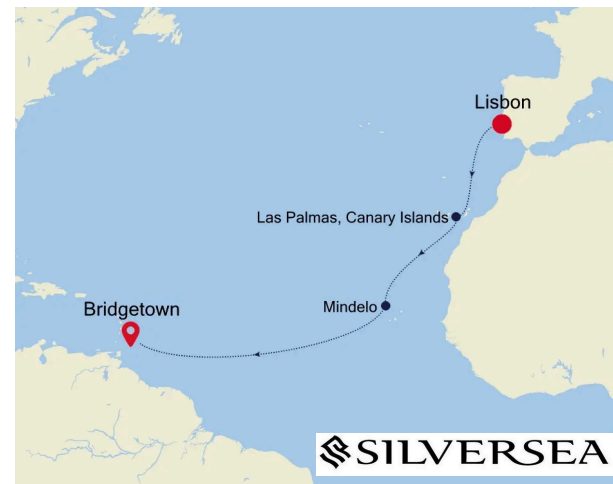 Lisbon
Las Palmas, Canary Islands
Mindelo
Bridgetown
SILVERSEA